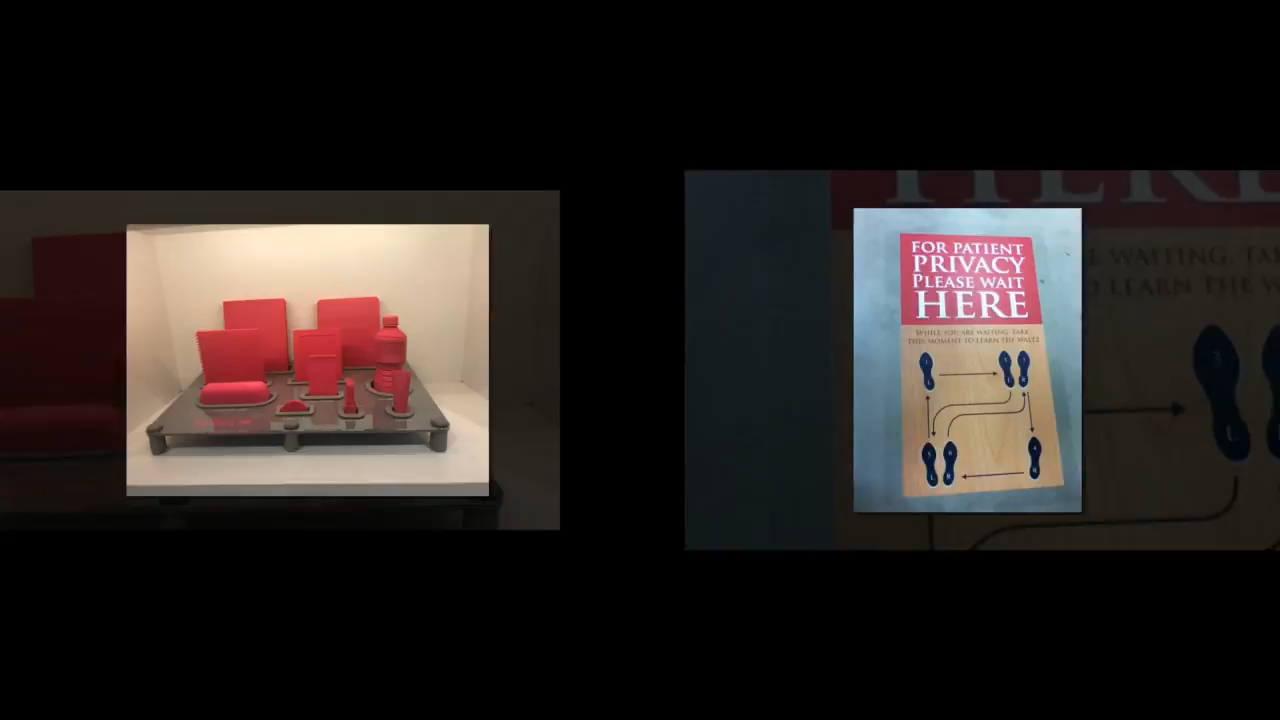 FOR PATIENT
PRIVACY
PLEASE WAIT
HERE
WHILE YOU ARE WAITING, TAKE
THIS MOMENT TO LEARN THE WALTZ